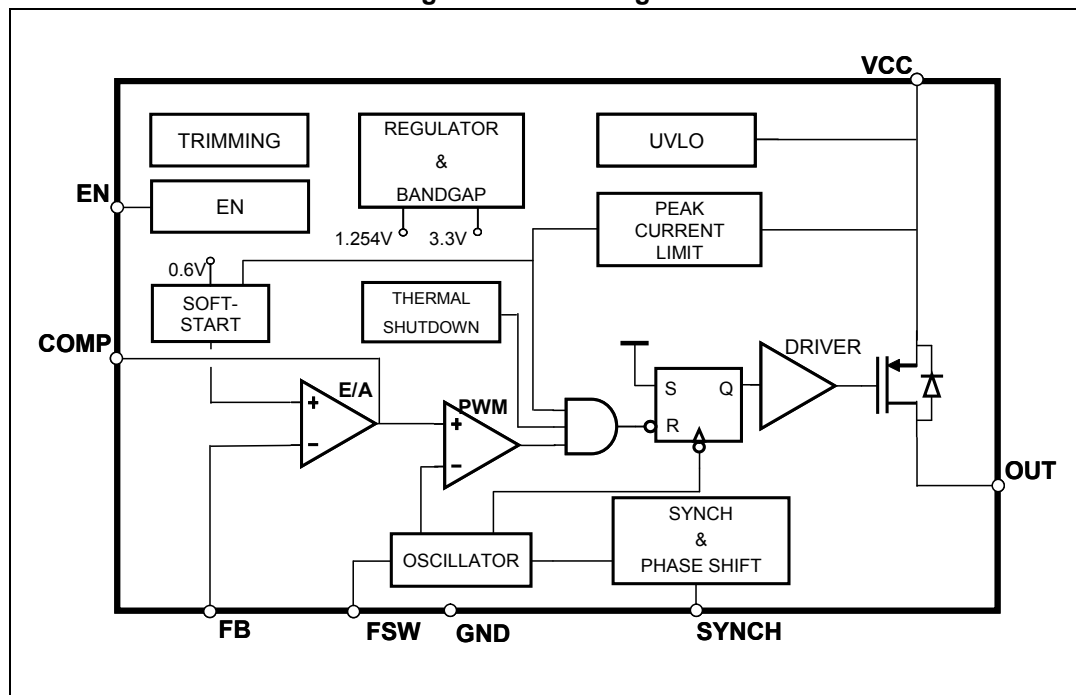 VCC
TRIMMING
REGULATOR
&
BANDGAP
UVLO
EN
EN
PEAK
CURRENT
LIMIT
1.254V
3.3V
0.6V
SOFT-
START
THERMAL
SHUTDOWN
COMP
DRIVER
E/A
+
-
PWM
+
-
S
Q
R
OUT
SYNCH
&
PHASE SHIFT
OSCILLATOR
FB
FSW
GND
SYNCH